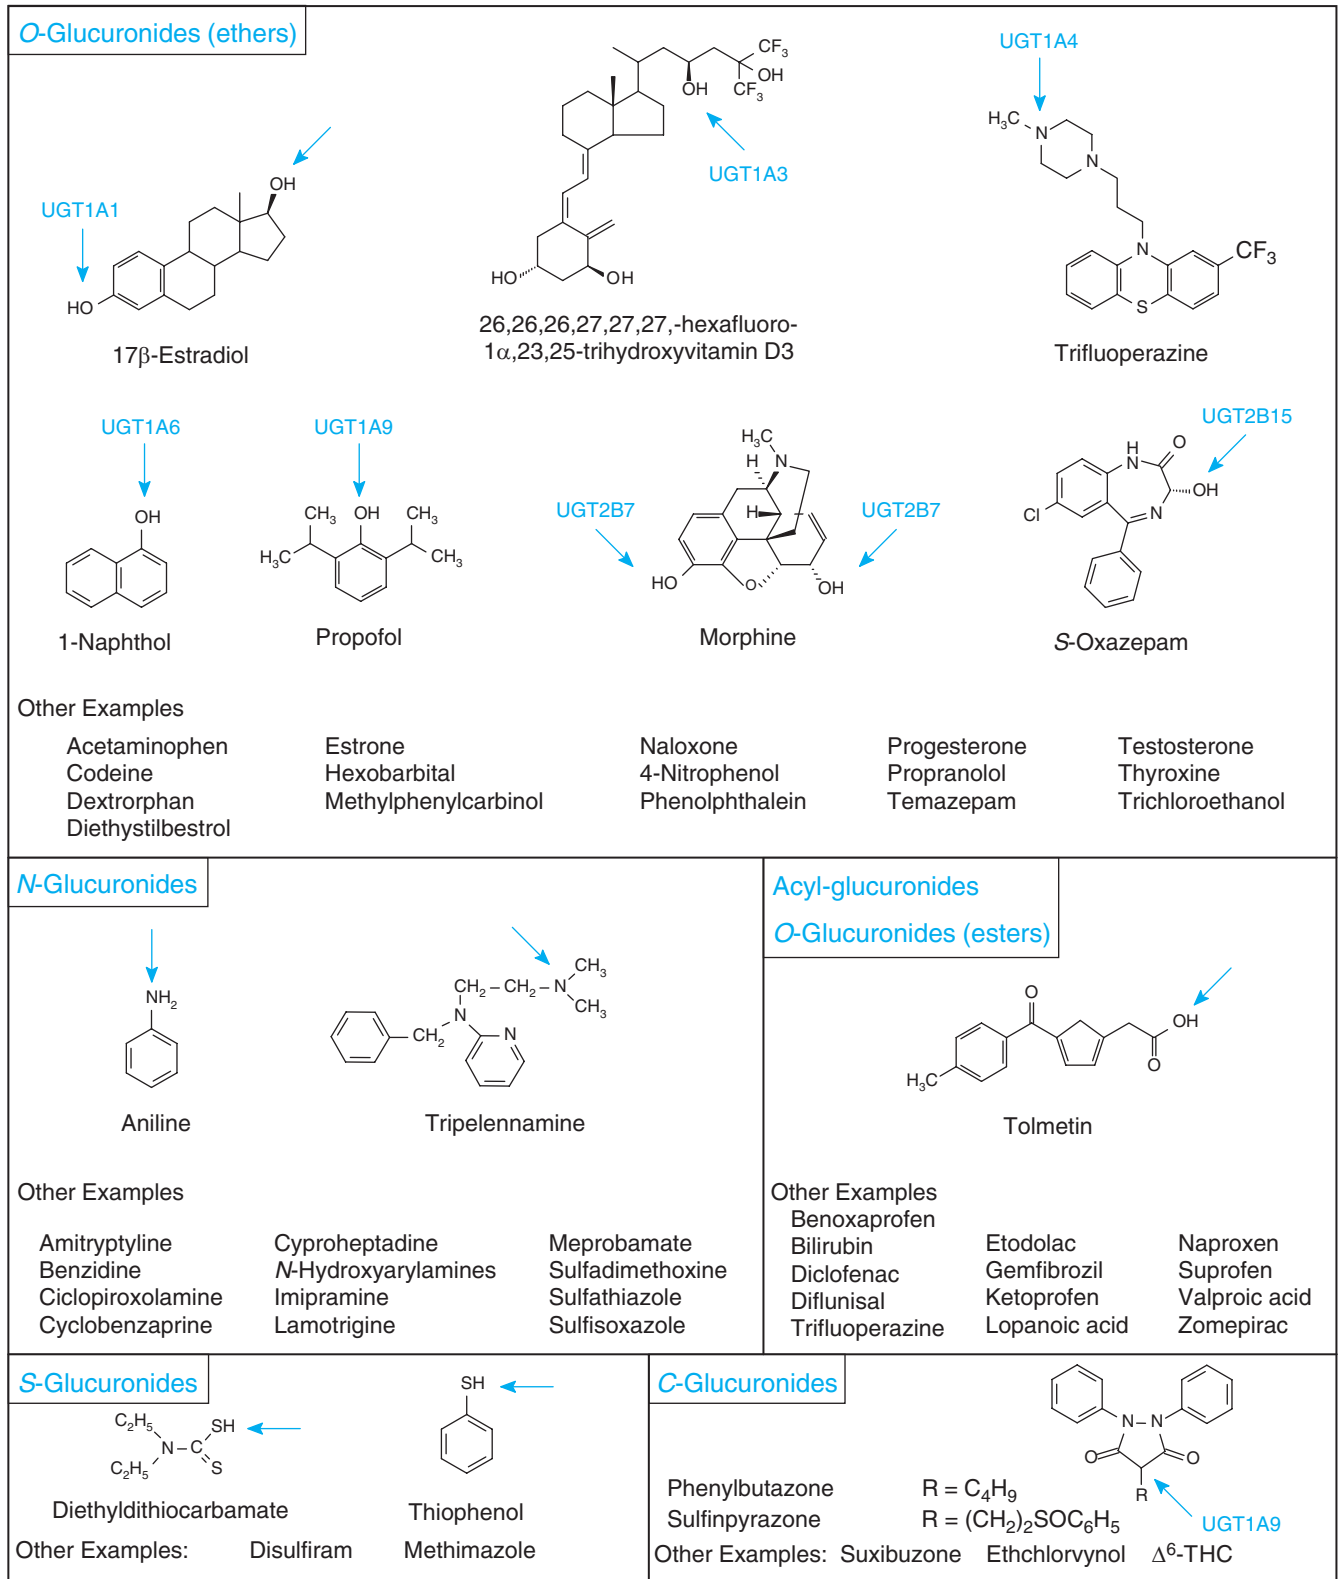 O-Glucuronides (ethers)
UGT1A1
OH
HO
17β-Estradiol
CF3
OH
CF3
OH
UGT1A3
HO
OH
26,26,26,27,27,27,-hexafluoro-
1α,23,25-trihydroxyvitamin D3
UGT1A4
H3C
N
N
N
CF3
S
Trifluoperazine
UGT1A6
OH
1-Naphthol
UGT1A9
OH
CH3
CH3
H3C
CH3
Propofol
H3C
H
N
UGT2B7
H
UGT2B7
HO
O
OH
Morphine
UGT2B15
H
N
O
OH
Cl
N
S-Oxazepam
Other Examples
Acetaminophen Estrone Naloxone Progesterone Testosterone
Codeine Hexobarbital 4-Nitrophenol Propranolol Thyroxine
Dextrorphan Methylphenylcarbinol Phenolphthalein Temazepam Trichloroethanol
Diethystilbestrol
N-Glucuronides
NH2
Aniline
CH3
CH2–CH2–N
CH3
N
CH2
N
Tripelennamine
Other Examples
Amitryptyline Cyproheptadine Meprobamate
Benzidine N-Hydroxyarylamines Sulfadimethoxine
Ciclopiroxolamine Imipramine Sulfathiazole
Cyclobenzaprine Lamotrigine Sulfisoxazole
Acyl-glucuronides
O-Glucuronides (esters)
O
OH
O
H3C
Tolmetin
Other Examples
Benoxaprofen
Bilirubin Etodolac Naproxen
Diclofenac Gemfibrozil Suprofen
Diflunisal Ketoprofen Valproic acid
Trifluoperazine Lopanoic acid Zomepirac
S-Glucuronides
C2H5
SH
N–C
C2H5
S
Diethyldithiocarbamate
SH
Thiophenol
Other Examples: Disulfiram Methimazole
C-Glucuronides
N–N
O
O
R
UGT1A9
Phenylbutazone R = C4H9
Sulfinpyrazone R = (CH2)2SOC6H5
Other Examples: Suxibuzone Ethchlorvynol Δ6-THC